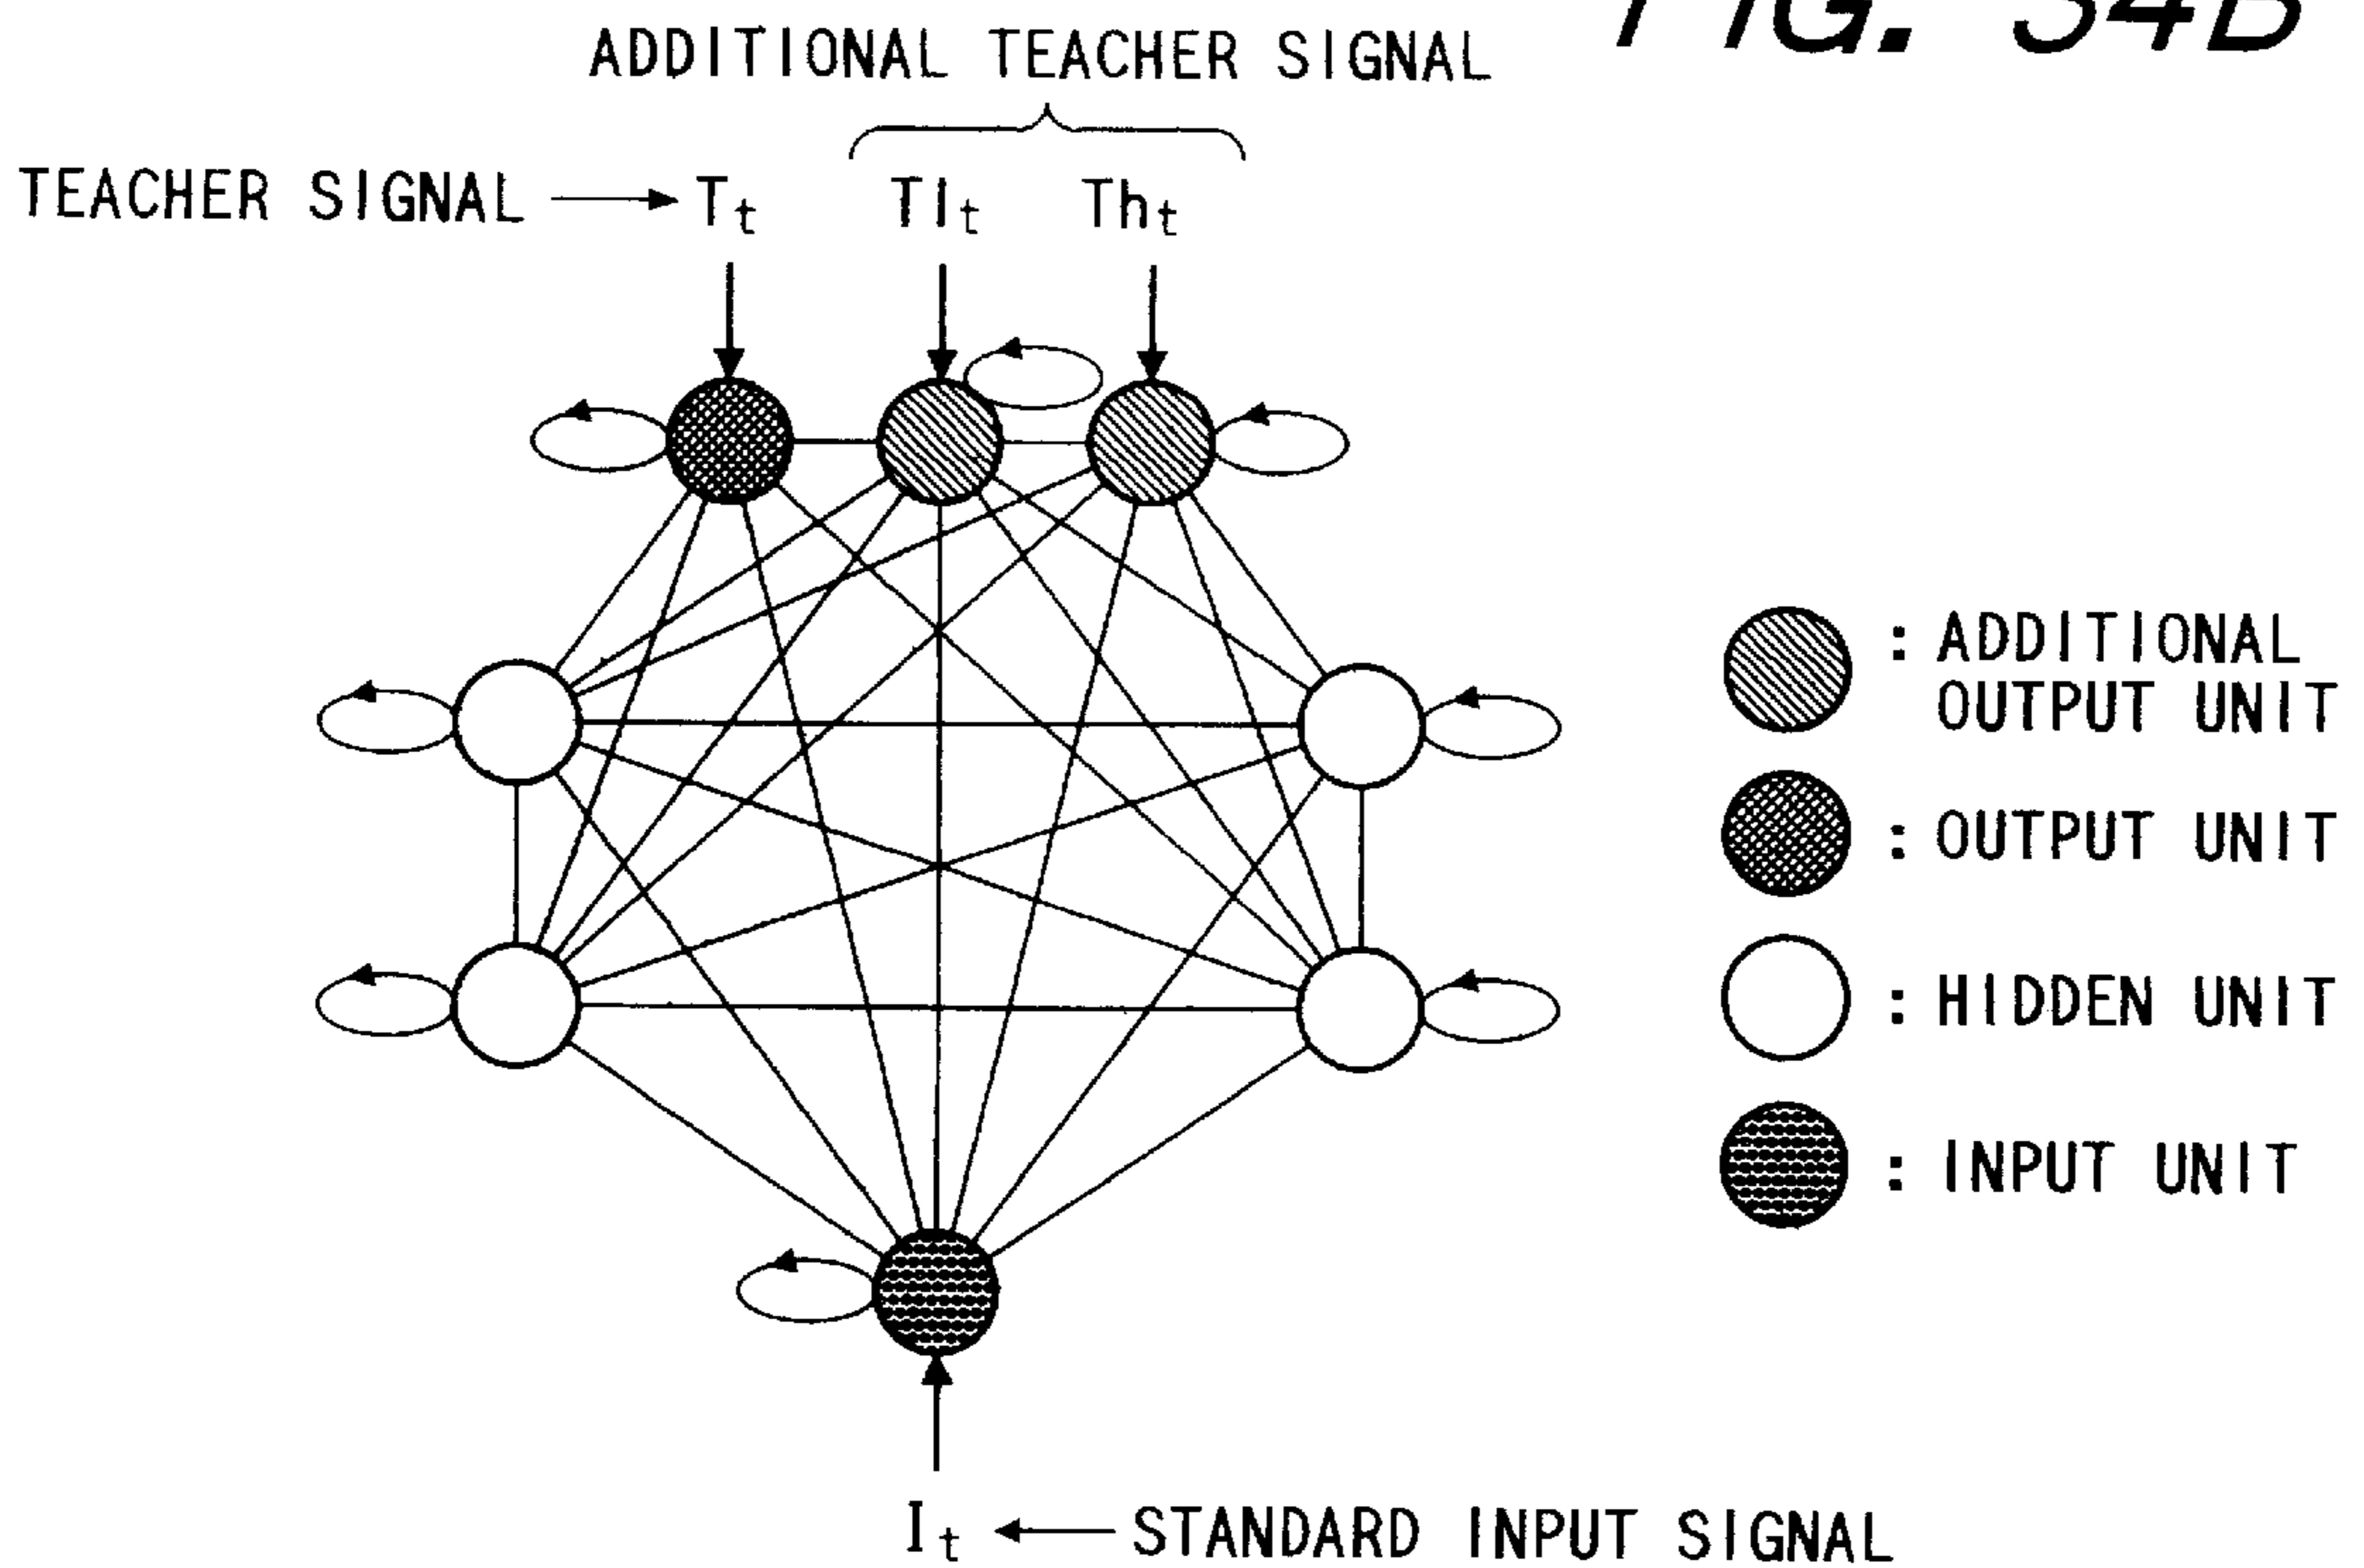 FIG. 34B
ADDITIONAL TEACHER SIGNAL
TEACHER SIGNAL → Tt Tlt Tht
: ADDITIONAL
OUTPUT UNIT
: OUTPUT UNIT
: HIDDEN UNIT
: INPUT UNIT
It ← STANDARD INPUT SIGNAL